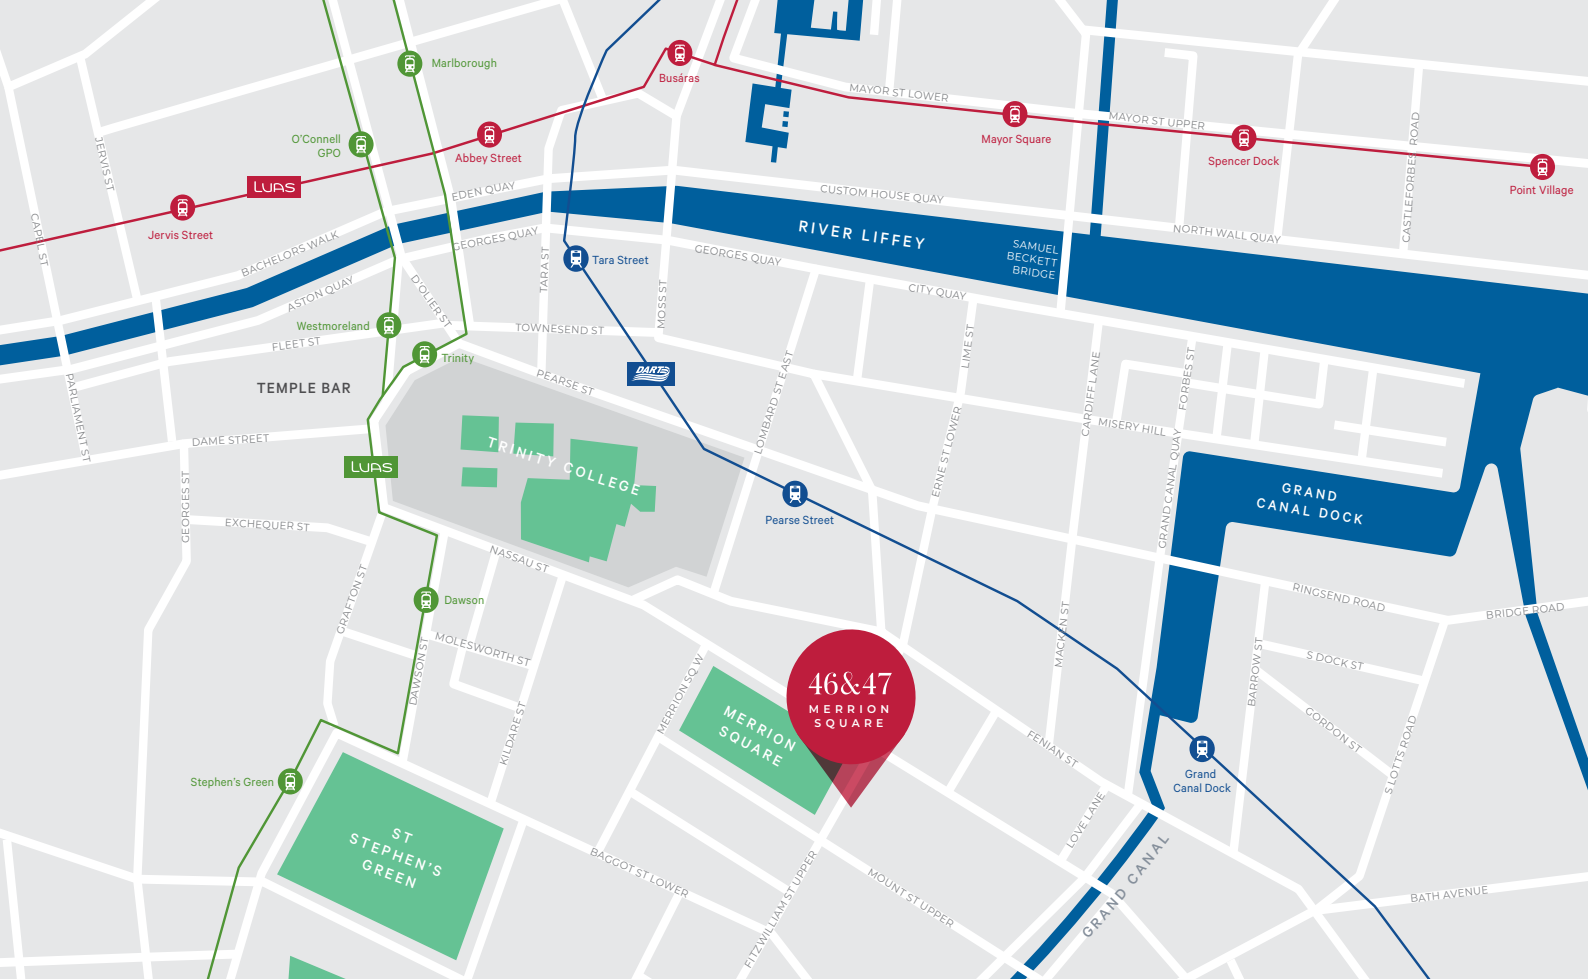 Marlborough
Busáras
MAYOR ST LOWER
Mayor Square
MAYOR ST UPPER
Spencer Dock
Point Village
CASTLEFORBES ROAD
O'Connell
GPO
Abbey Street
JERVIS ST
LUAS
Jervis Street
CAPEL ST
EDEN QUAY
CUSTOM HOUSE QUAY
NORTH WALL QUAY
BACHELORS WALK
GEORGES QUAY
RIVER LIFFEY
SAMUEL
BECKETT
BRIDGE
Tara Street
TARA ST
GEORGES QUAY
CITY QUAY
ASTON QUAY
D'OLIER ST
MOSS ST
Westmoreland
TOWNESEND ST
FLEET ST
Trinity
TEMPLE BAR
DART
PEARSE ST
LIME ST
CARDIFF LANE
FORBES ST
LOMBARD ST EAST
PARLIAMENT ST
DAME STREET
MISERY HILL
LUAS
TRINITY COLLEGE
ERNE ST LOWER
GRAND CANAL QUAY
GRAND
CANAL DOCK
GEORGES ST
EXCHEQUER ST
Pearse Street
NASSAU ST
GRAFTON ST
Dawson
MOLESWORTH ST
DAWSON ST
KILDARE ST
RINGSEND ROAD
BRIDGE ROAD
MACKEN ST
BARROW ST
S DOCK ST
GORDON ST
S LOTTS ROAD
MERRION SQ W
MERRION
SQUARE
46&47
MERRION
SQUARE
FENIAN ST
Grand
Canal Dock
Stephen's Green
ST
STEPHEN'S
GREEN
LOVE LANE
BAGGOT ST LOWER
FITZWILLIAM ST UPPER
MOUNT ST UPPER
GRAND CANAL
BATH AVENUE